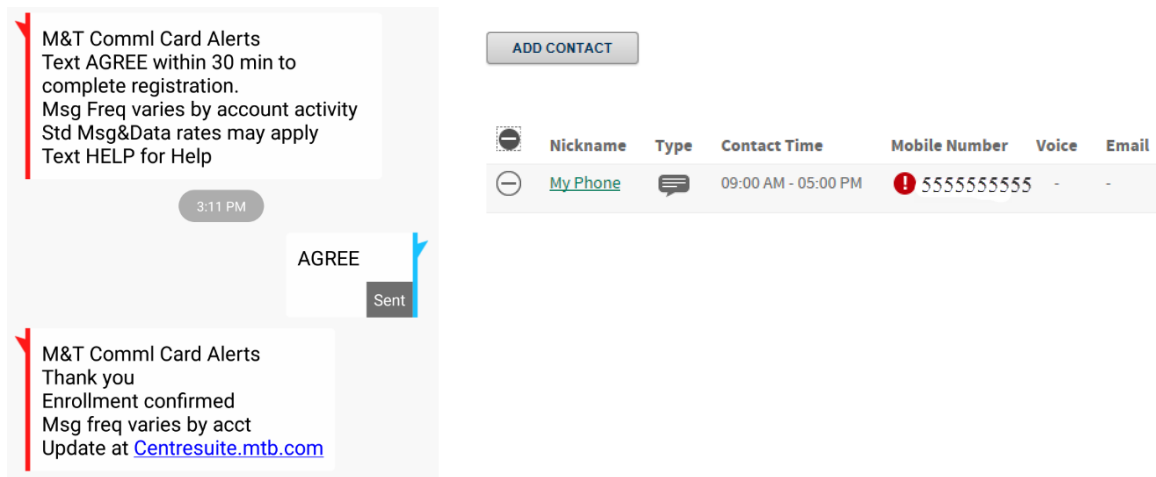 M&T Comml Card Alerts
Text AGREE within 30 min to
complete registration.
Msg Freq varies by account activity
Std Msg&Data rates may apply
Text HELP for Help
3:11 PM
AGREE
Sent
M&T Comml Card Alerts
Thank you
Enrollment confirmed
Msg freq varies by acct
Update at Centresuite.mtb.com
ADD CONTACT
Nickname Type Contact Time Mobile Number Voice Email
My Phone 09:00 AM - 05:00 PM 5555555555 - -